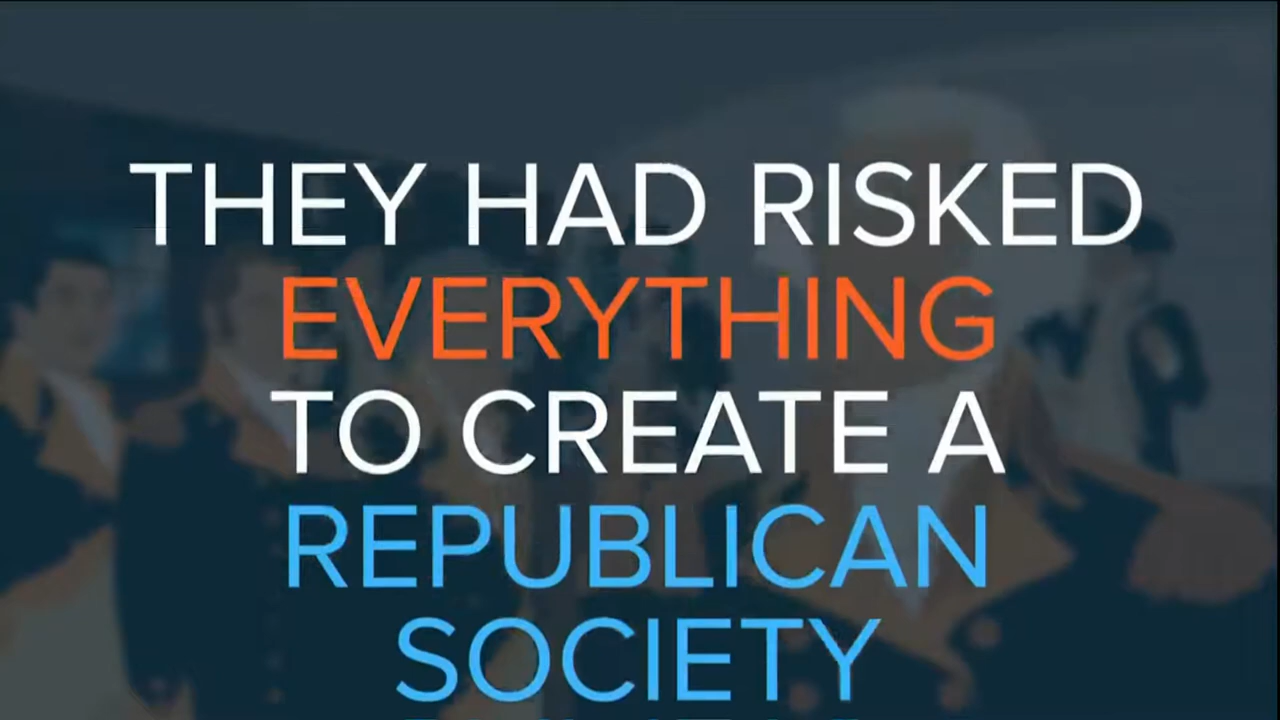 THEY HAD RISKED
EVERYTHING
TO CREATE A
REPUBLICAN
SOCIETY